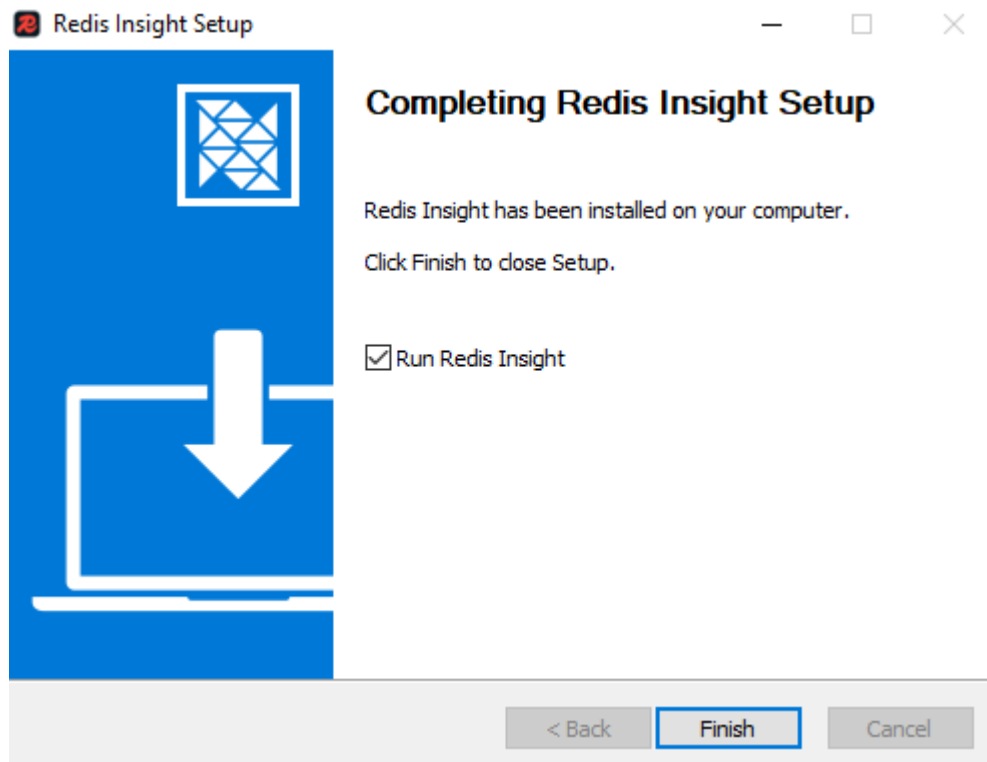 Redis Insight Setup
Completing Redis Insight Setup
Redis Insight has been installed on your computer.
Click Finish to close Setup.
Run Redis Insight
< Back
Finish
Cancel